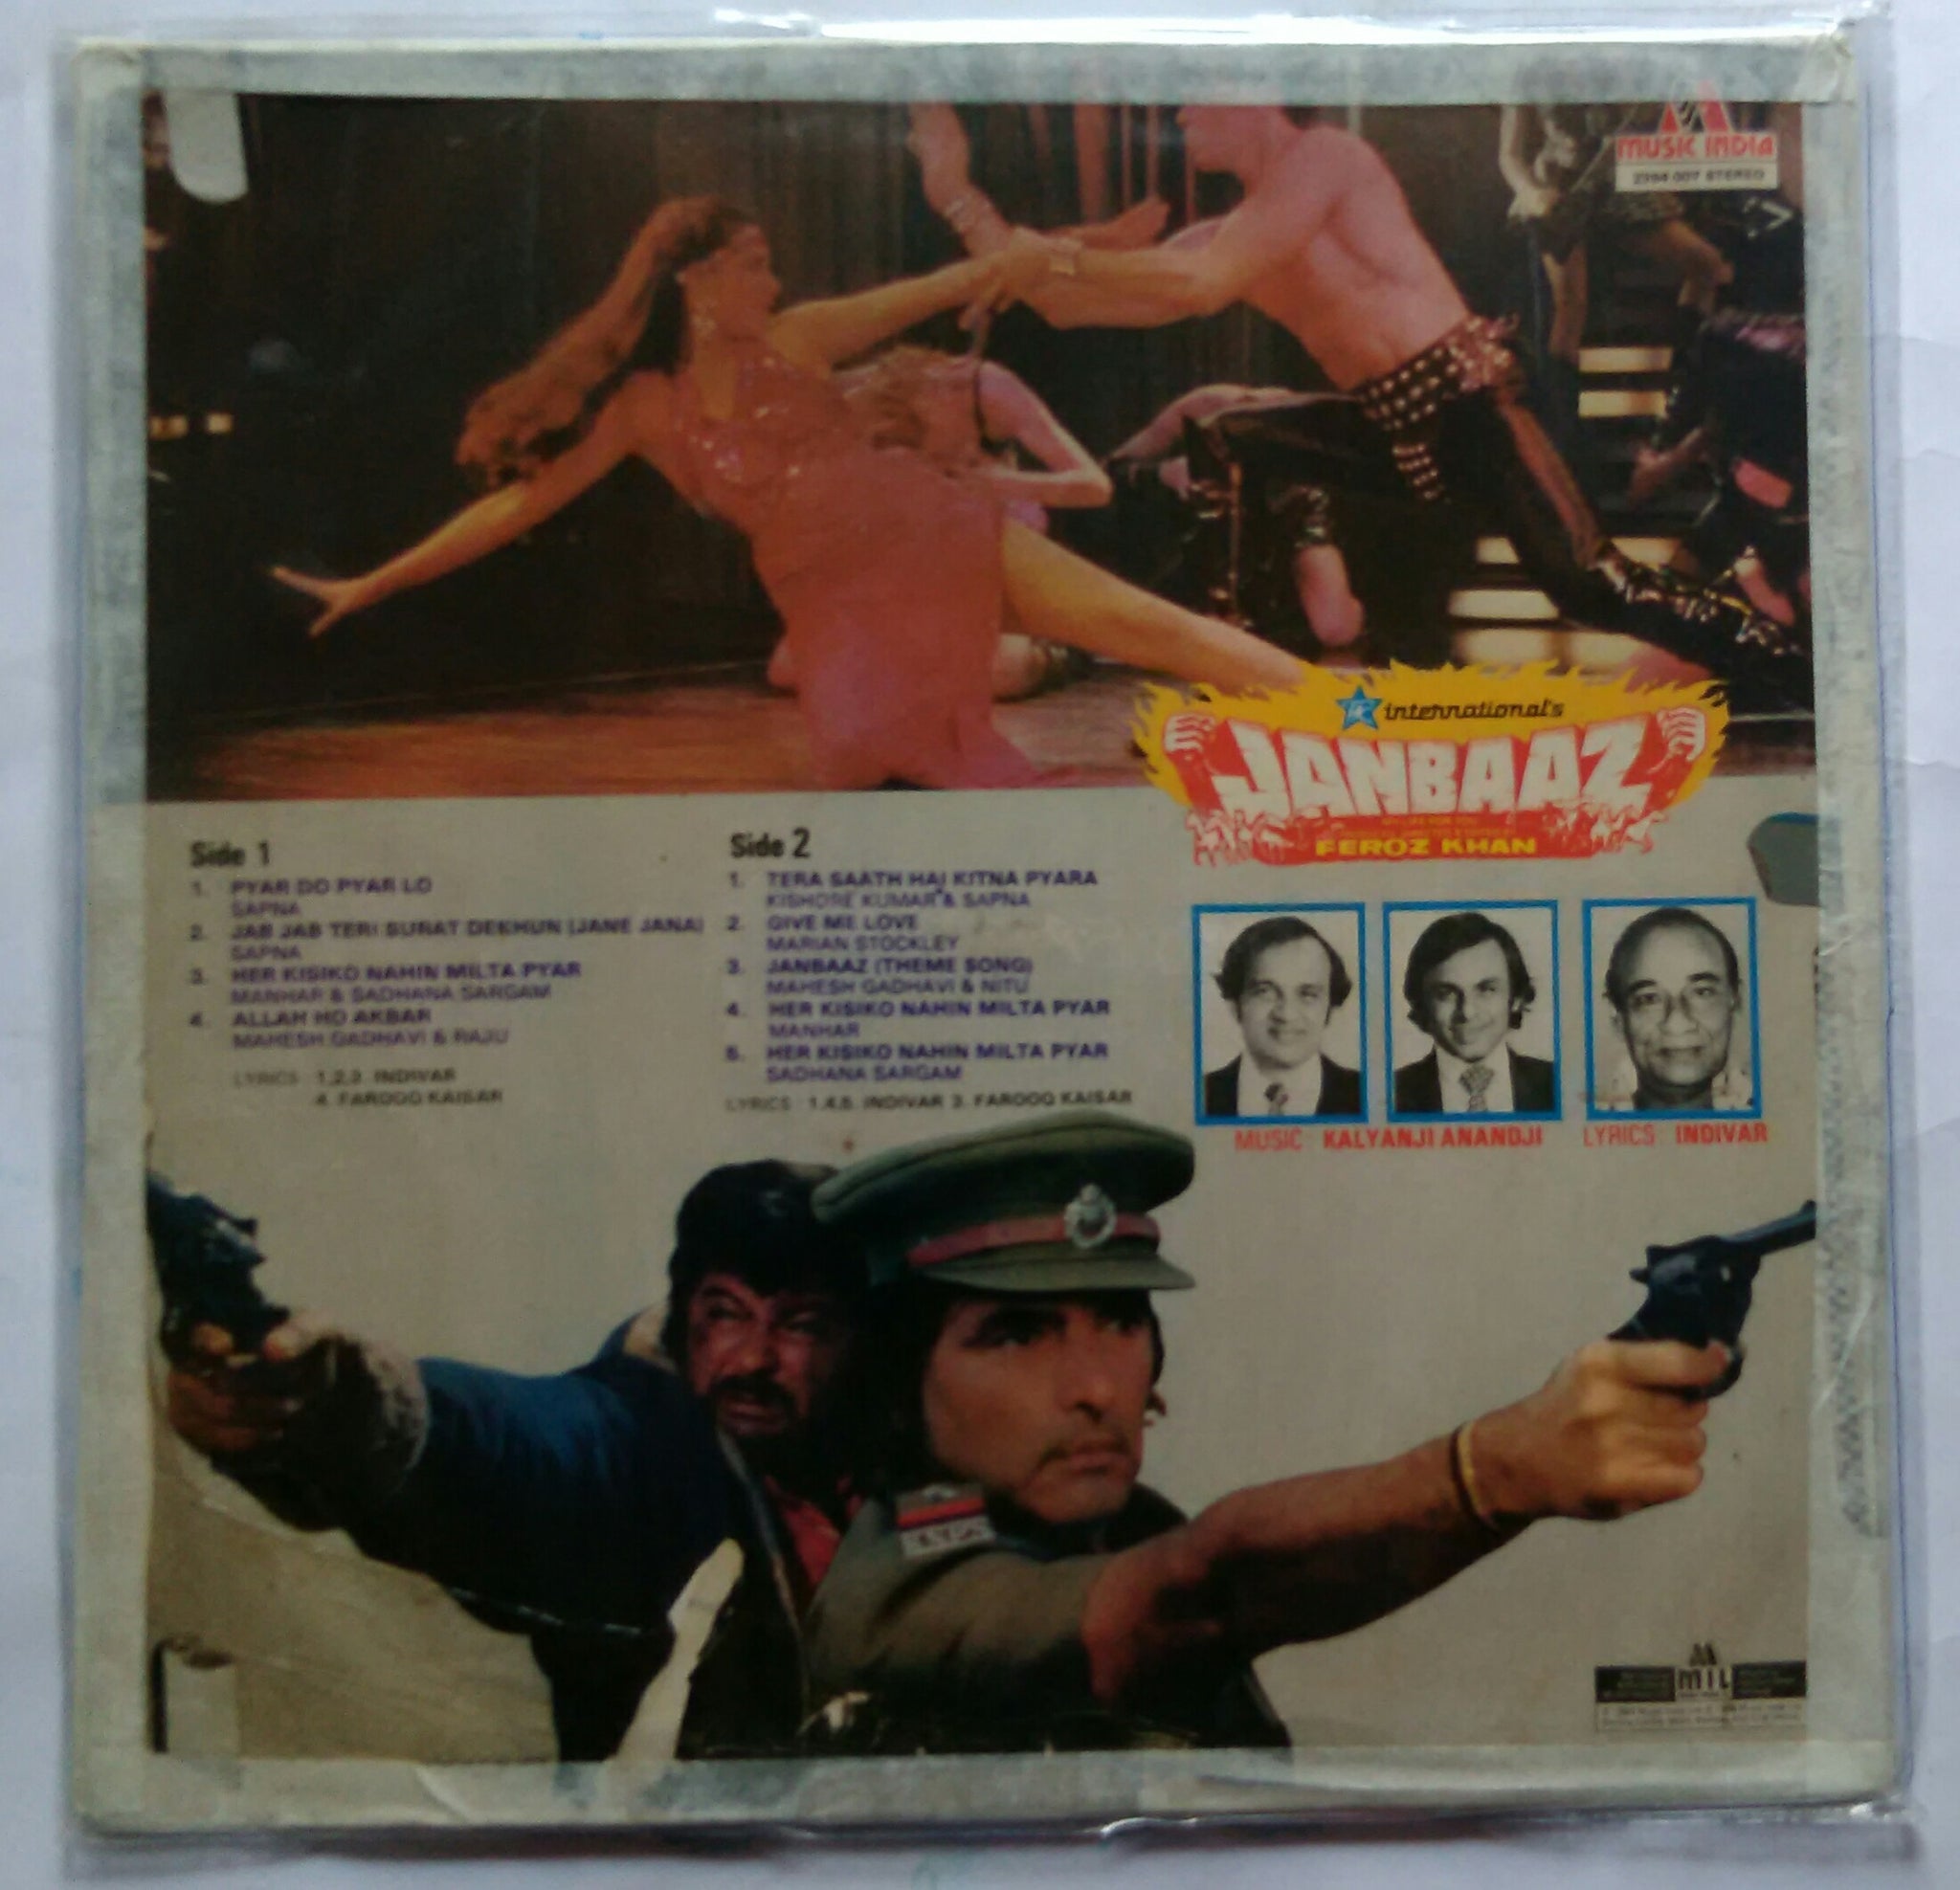 MUSIC INDIA
2394 007 STEREO
international's
JANBAAZ
FEROZ KHAN
Side 1
1. PYAR DO PYAR LO
SAPNA
2. JAB JAB TERI SURAT DEKHUN (JANE JANA)
SAPNA
3. HER KISIKO NAHIN MILTA PYAR
MANHAR & SADHANA SARGAM
4. ALLAH HO AKBAR
MAHESH GADHAVI & RAJU
LYRICS 1,2,3. INDIVAR
4. FAROOQ KAISAR
Side 2
1. TERA SAATH HAI KITNA PYARA
KISHORE KUMAR & SAPNA
2. GIVE ME LOVE
MARIAN STOCKLEY
3. JANBAAZ (THEME SONG)
MAHESH GADHAVI & NITU
4. HER KISIKO NAHIN MILTA PYAR
MANHAR
5. HER KISIKO NAHIN MILTA PYAR
SADHANA SARGAM
LYRICS 1,4,5. INDIVAR 3. FAROOQ KAISAR
MUSIC KALYANJI ANANDJI
LYRICS INDIVAR
MIL